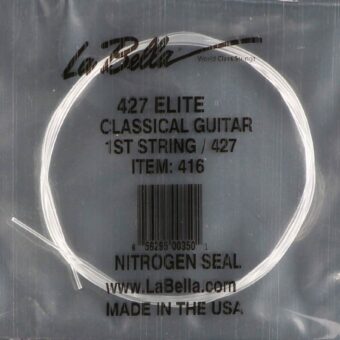 La Bella
World Class Strings
427 ELITE
CLASSICAL GUITAR
1ST STRING / 427
ITEM: 416
NITROGEN SEAL
www.LaBella.com
MADE IN THE USA